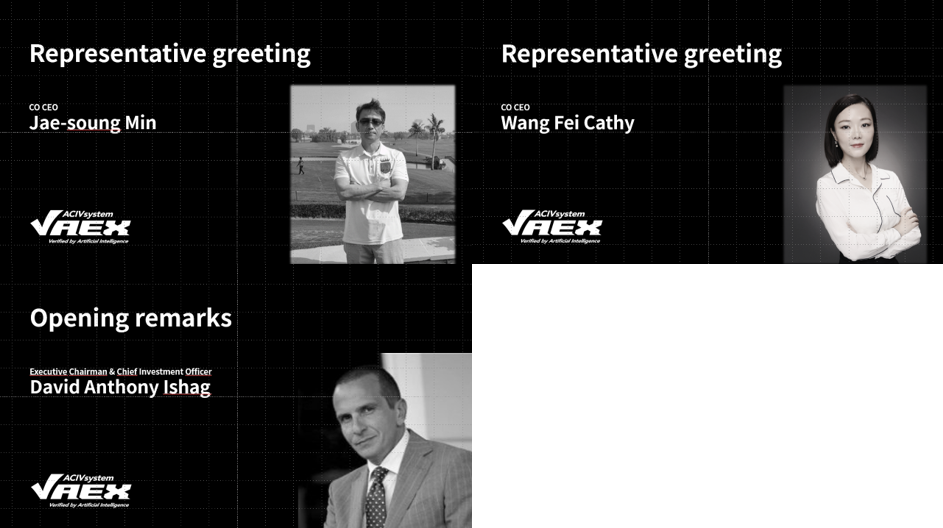 Representative greeting
CO CEO
Jae-soung Min
ACIVsystem
VAEX
Verified by Artificial Intelligence
Representative greeting
CO CEO
Wang Fei Cathy
ACIVsystem
VAEX
Verified by Artificial Intelligence
Opening remarks
Executive Chairman & Chief Investment Officer
David Anthony Ishag
ACIVsystem
VAEX
Verified by Artificial Intelligence